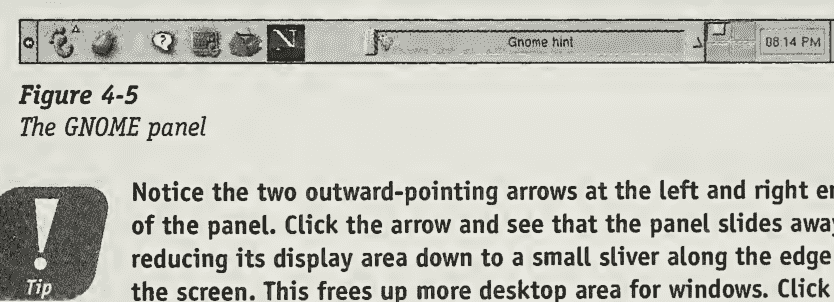 N
Gnome hint
08:14 PM
Figure 4-5
The GNOME panel
Notice the two outward-pointing arrows at the left and right en
of the panel. Click the arrow and see that the panel slides away
reducing its display area down to a small sliver along the edge
the screen. This frees up more desktop area for windows. Click
Tip